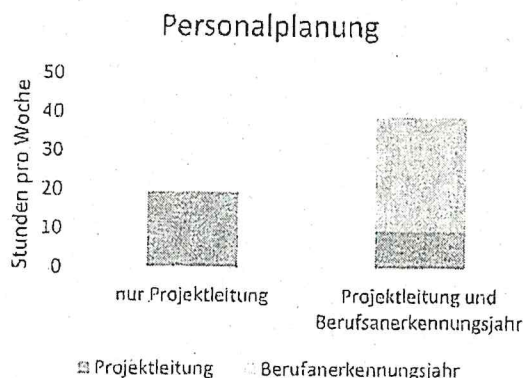 Personalplanung
Stunden pro Woche
50
40
30
20
10
0
nur Projektleitung
Projektleitung und
Berufsanerkennungsjahr
Projektleitung
Berufanerkennungsjahr